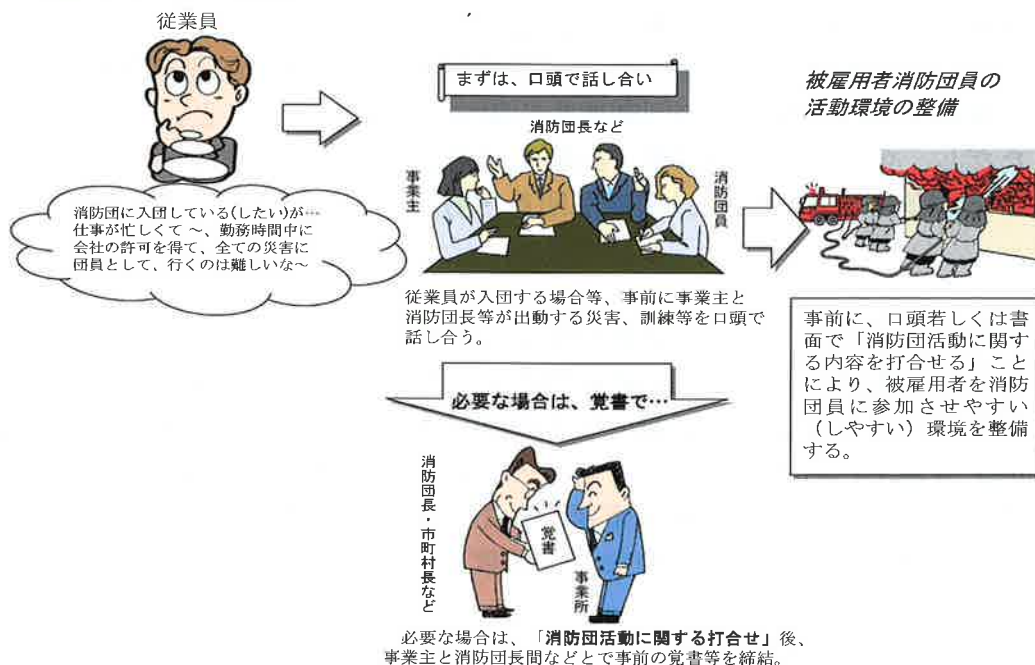 従業員
消防団に入団している(したい)が…
仕事が忙しくて ~、勤務時間中に
会社の許可を得て、全ての災害に
団員として、行くのは難しいな~
まずは、口頭で話し合い
消防団長など
事業主
消防団員
従業員が入団する場合等、事前に事業主と
消防団長等が出動する災害、訓練等を口頭で
話し合う。
必要な場合は、覚書で…
消防団長・市町村長など
覚書
事業所
必要な場合は、「消防団活動に関する打合せ」後、
事業主と消防団長間などとで事前の覚書等を締結。
被雇用者消防団員の
活動環境の整備
事前に、口頭若しくは書
面で「消防団活動に関す
る内容を打合せる」こと
により、被雇用者を消防
団員に参加させやすい
(しやすい)環境を整備
する。